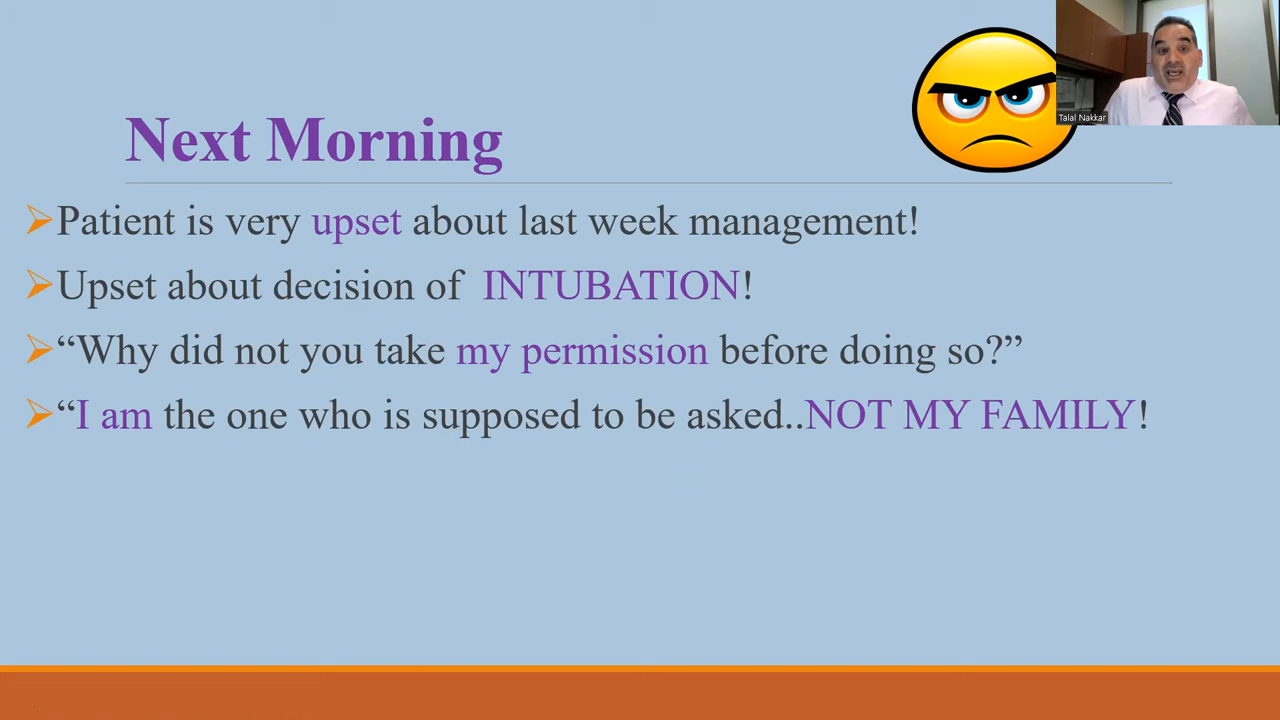 Talal Nakkar
Next Morning
Patient is very upset about last week management!
Upset about decision of INTUBATION!
“Why did not you take my permission before doing so?”
“I am the one who is supposed to be asked..NOT MY FAMILY!